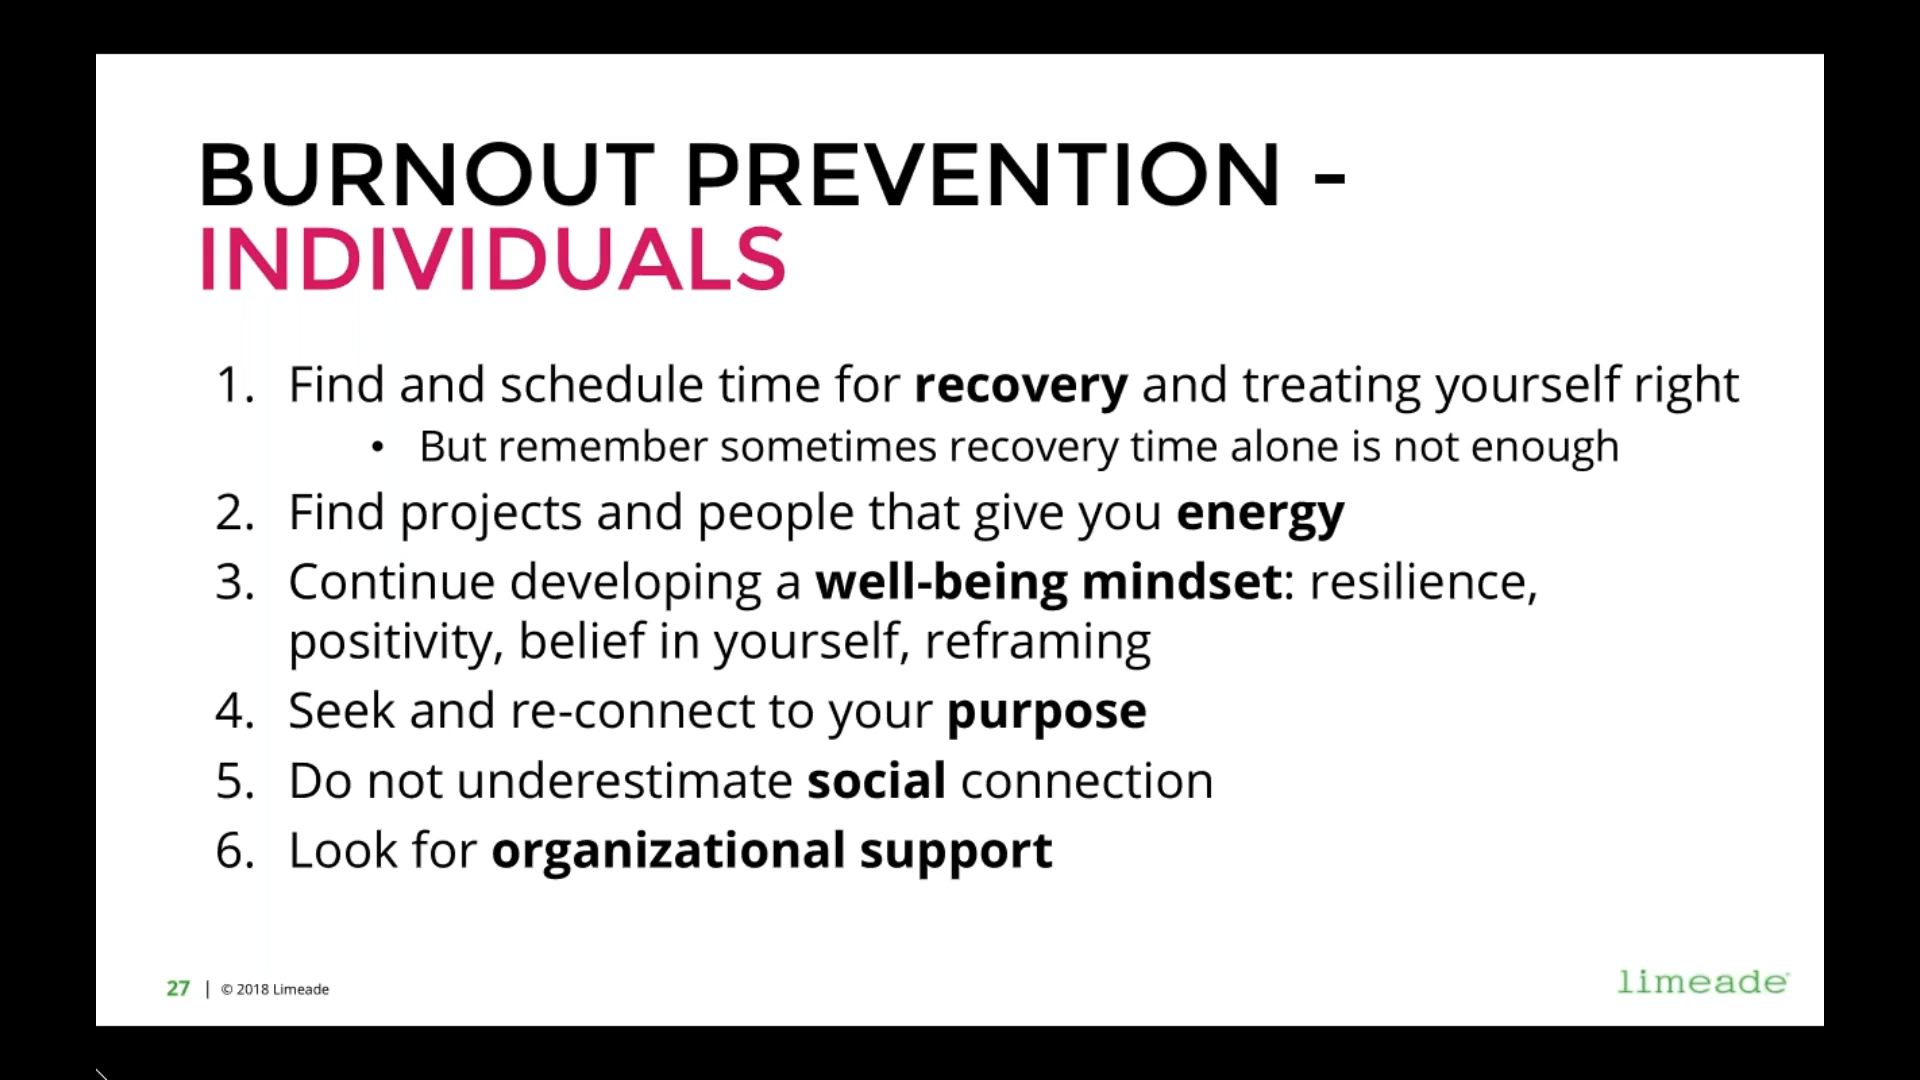 BURNOUT PREVENTION -
INDIVIDUALS
1. Find and schedule time for recovery and treating yourself right
• But remember sometimes recovery time alone is not enough
2. Find projects and people that give you energy
3. Continue developing a well-being mindset: resilience,
positivity, belief in yourself, reframing
4. Seek and re-connect to your purpose
5. Do not underestimate social connection
6. Look for organizational support
27 | © 2018 Limeade
limeade